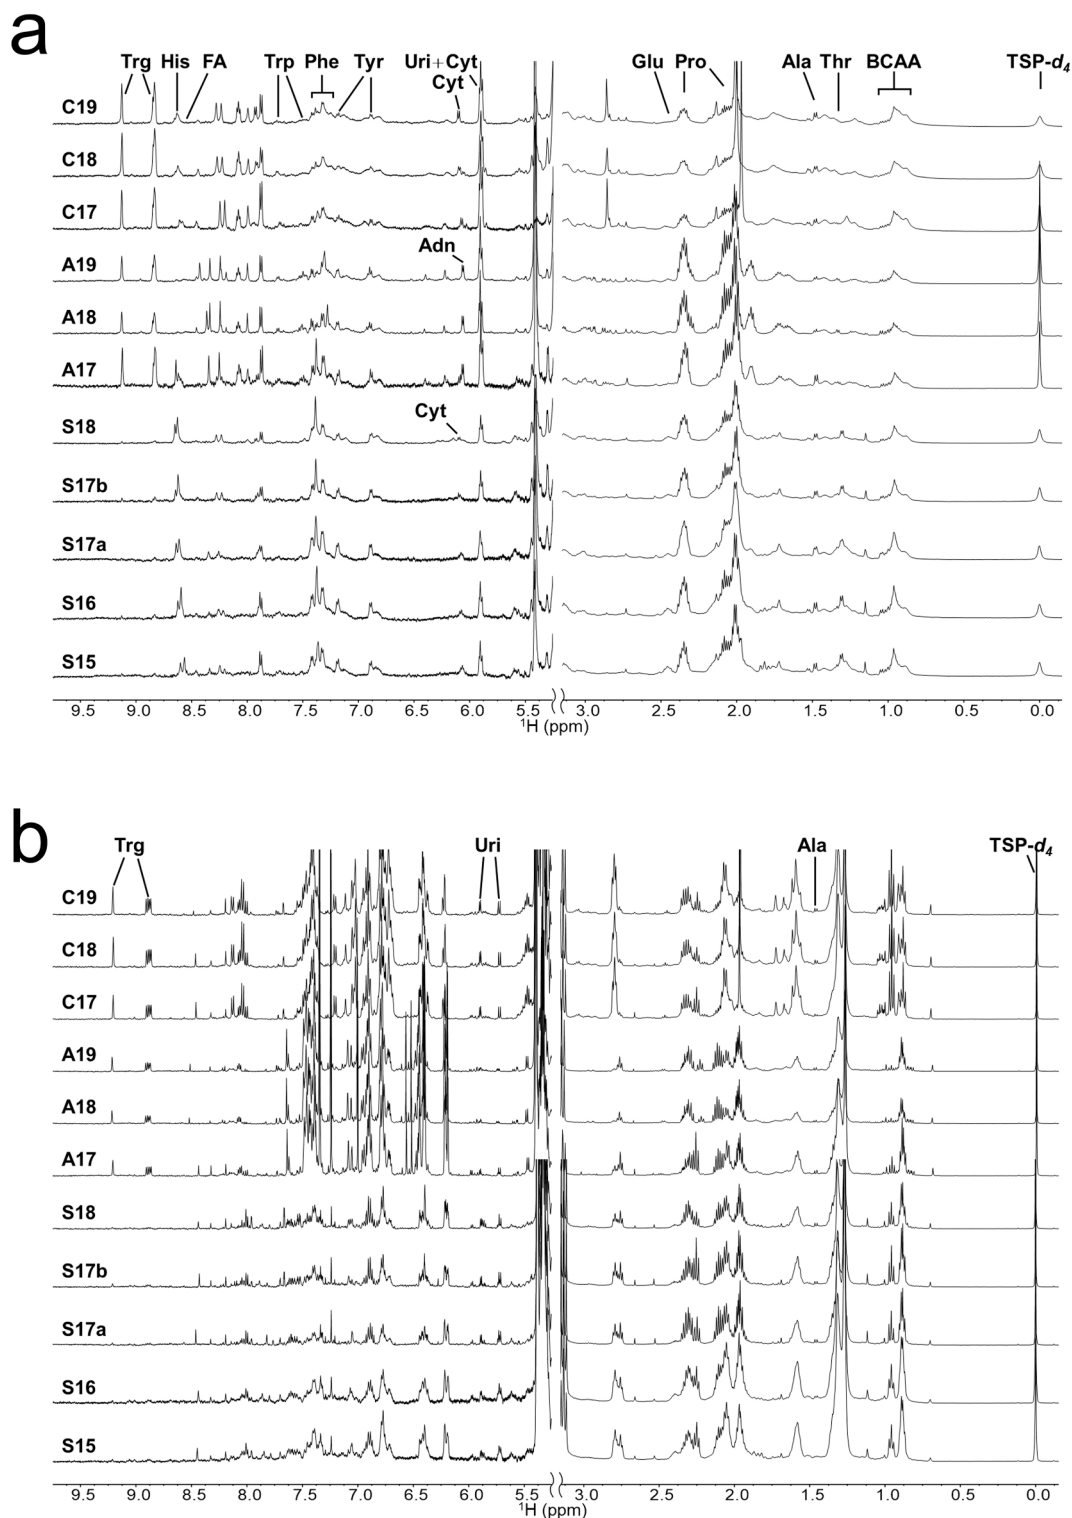 a
Trg His FA Trp Phe Tyr Uri+Cyt Glu Pro Ala Thr BCAA TSP-d4
Cyt
C19
C18
C17
Adn
A19
A18
A17
Cyt
S18
S17b
S17a
S16
S15
9.5 9.0 8.5 8.0 7.5 7.0 6.5 6.0 5.5 3.0 2.5 2.0 1.5 1.0 0.5 0.0
¹H (ppm)
b
Trg Uri Ala TSP-d4
C19
C18
C17
A19
A18
A17
S18
S17b
S17a
S16
S15
9.5 9.0 8.5 8.0 7.5 7.0 6.5 6.0 5.5 3.0 2.5 2.0 1.5 1.0 0.5 0.0
¹H (ppm)